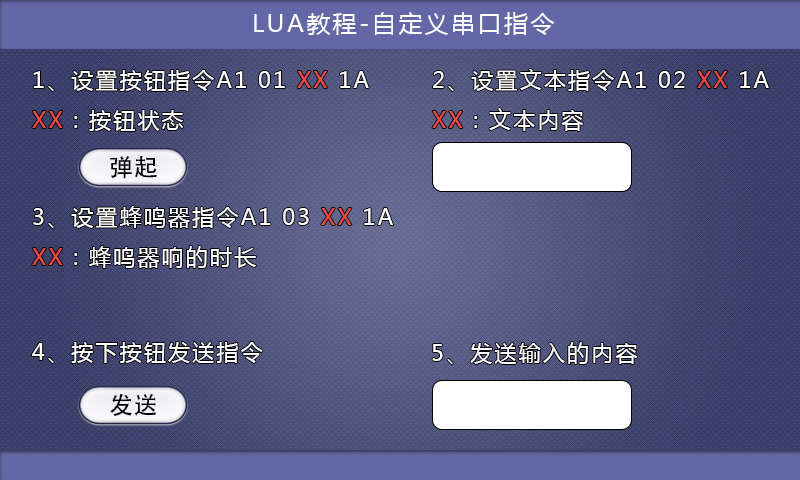 LUA教程-自定义串口指令
1、设置按钮指令A1 01 XX 1A
XX：按钮状态
弹起
2、设置文本指令A1 02 XX 1A
XX：文本内容
3、设置蜂鸣器指令A1 03 XX 1A
XX：蜂鸣器响的时长
4、按下按钮发送指令
发送
5、发送输入的内容